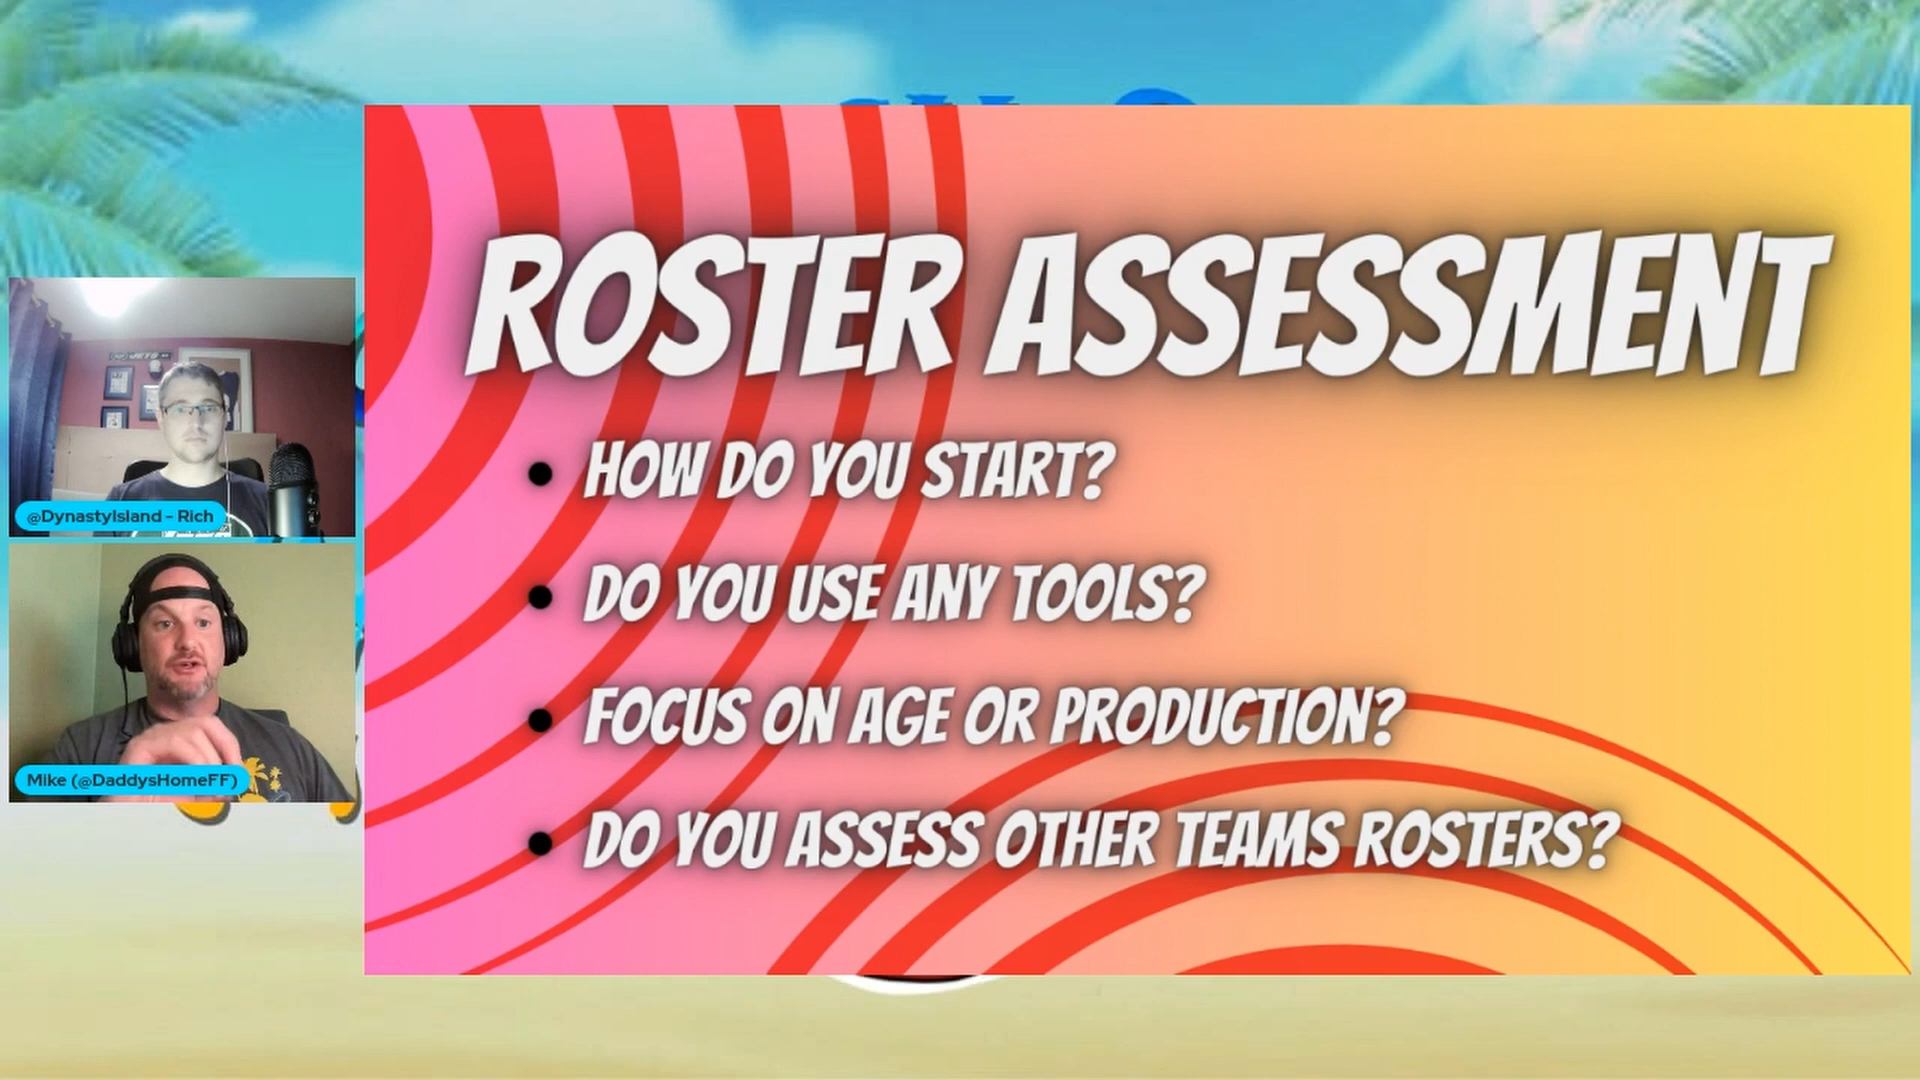 ROSTER ASSESSMENT
HOW DO YOU START?
DO YOU USE ANY TOOLS?
FOCUS ON AGE OR PRODUCTION?
DO YOU ASSESS OTHER TEAMS ROSTERS?
JETS
@DynastyIsland - Rich
Mike (@DaddysHomeFF)